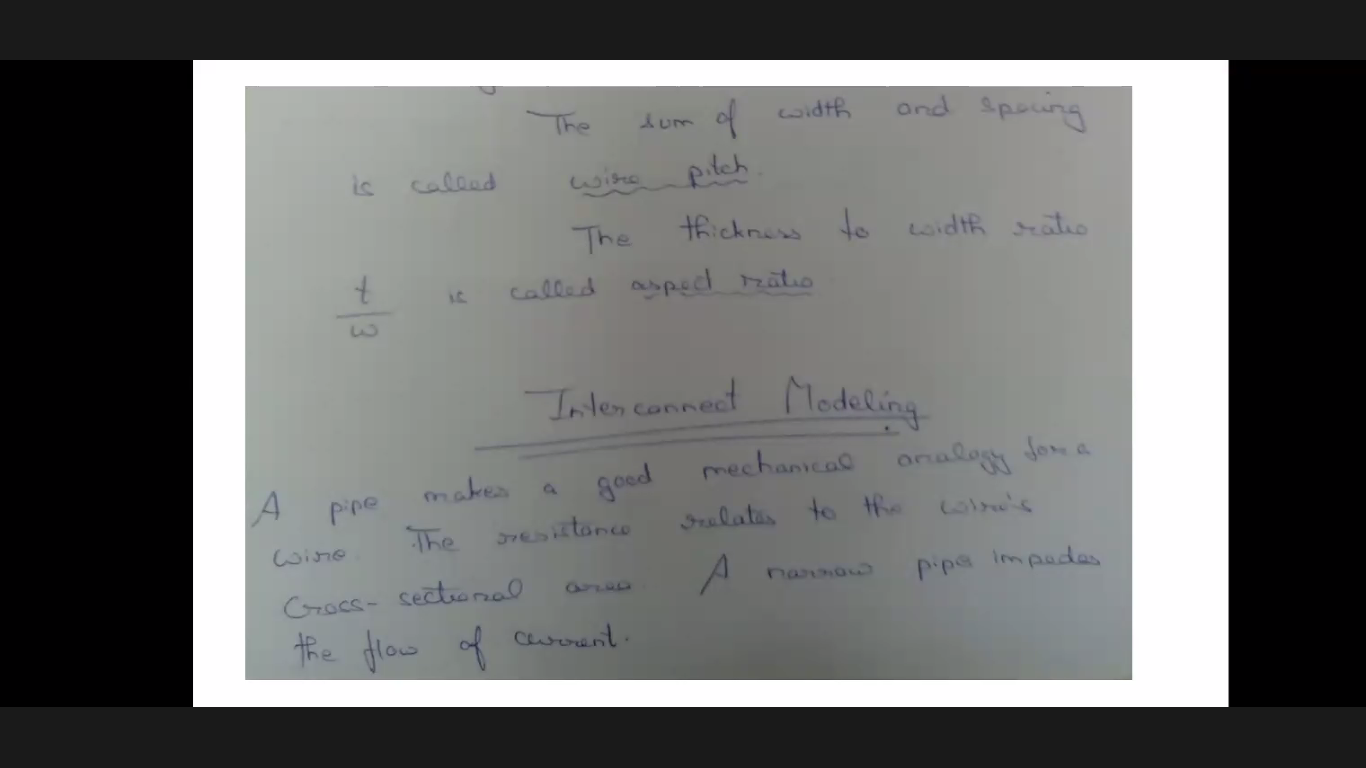 The sum of width and spacing
is called wire pitch.
The thickness to width ratio
t/w is called aspect ratio
Interconnect Modeling
A pipe makes a good mechanical analogy for a
wire. The resistance relates to the wire's
Cross-sectional area. A narrow pipe impedes
the flow of current.